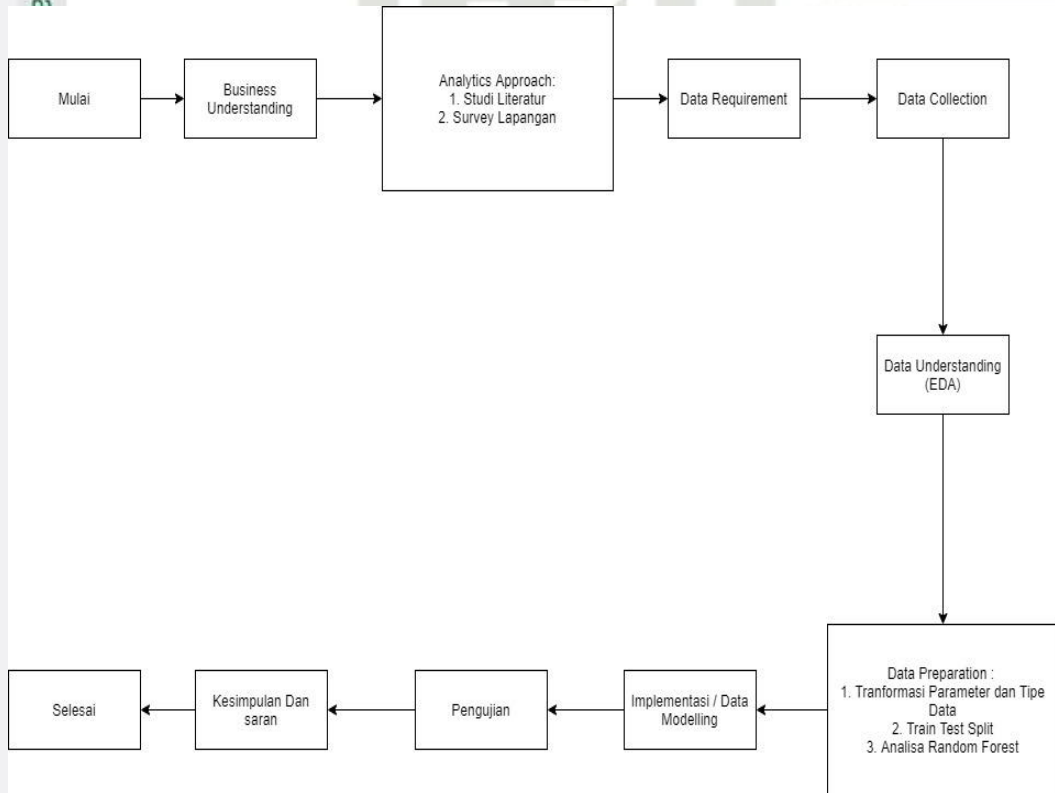 Mulai
Business
Understanding
Analytics Approach:
1. Studi Literatur
2. Survey Lapangan
Data Requirement
Data Collection
Data Understanding
(EDA)
Data Preparation :
1. Tranformasi Parameter dan Tipe
Data
2. Train Test Split
3. Analisa Random Forest
Implementasi / Data
Modelling
Pengujian
Kesimpulan Dan
saran
Selesai